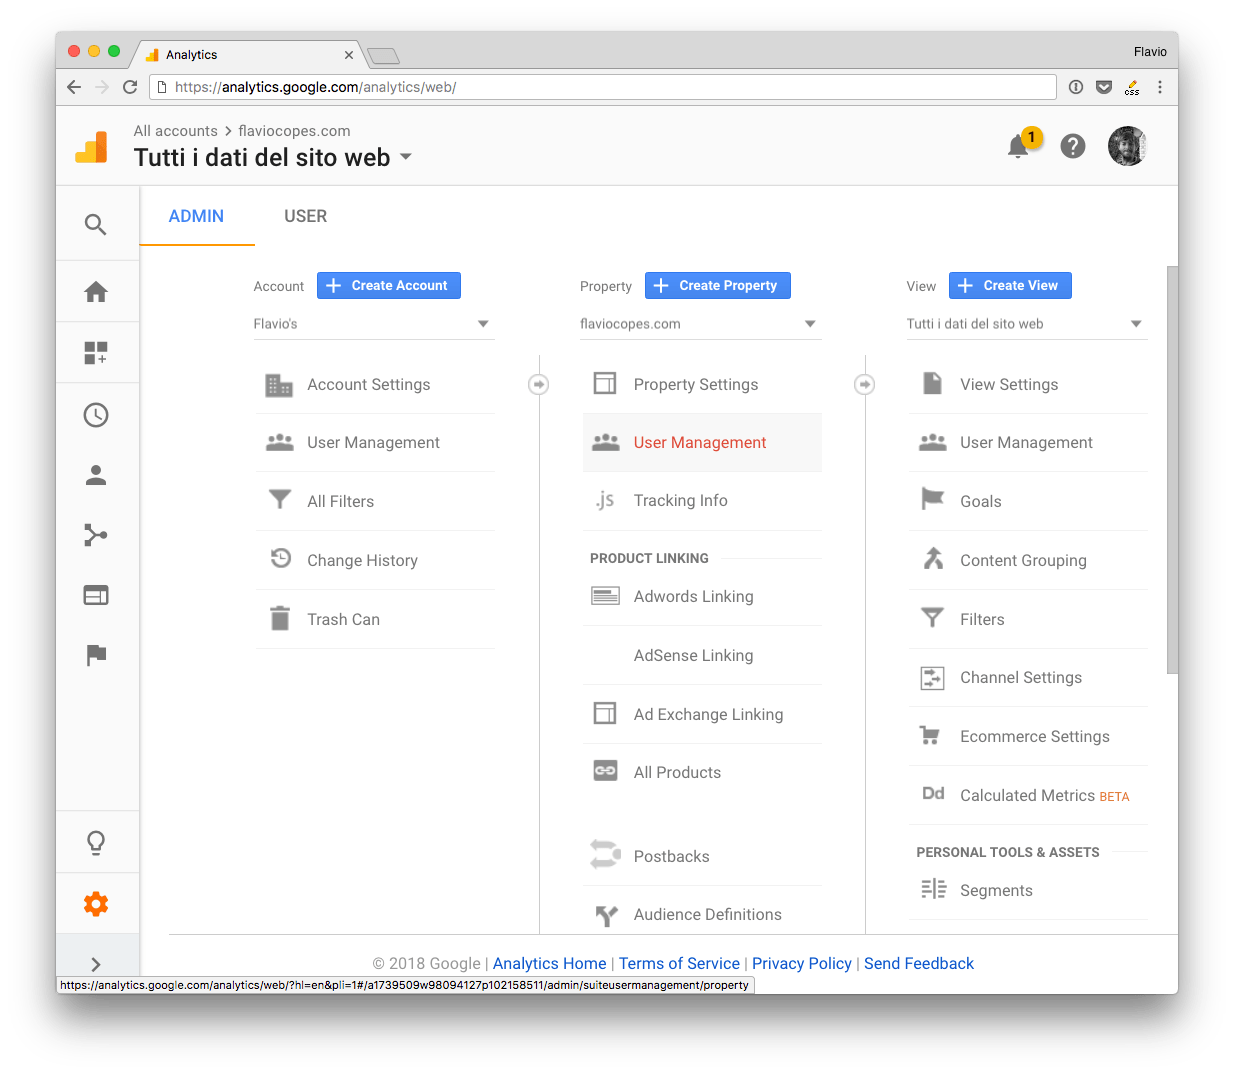 Analytics
Flavio
https://analytics.google.com/analytics/web/
css
All accounts > flaviocopes.com
Tutti i dati del sito web
1
ADMIN
USER
Account
Create Account
Flavio's
Account Settings
User Management
All Filters
Change History
Trash Can
Property
Create Property
flaviocopes.com
Property Settings
User Management
.js Tracking Info
PRODUCT LINKING
Adwords Linking
AdSense Linking
Ad Exchange Linking
All Products
Postbacks
Audience Definitions
View
Create View
Tutti i dati del sito web
View Settings
User Management
Goals
Content Grouping
Filters
Channel Settings
Ecommerce Settings
Dd Calculated Metrics BETA
PERSONAL TOOLS & ASSETS
Segments
© 2018 Google | Analytics Home | Terms of Service | Privacy Policy | Send Feedback
https://analytics.google.com/analytics/web/?hl=en&pli=1#/a1739509w98094127p102158511/admin/suiteusermanagement/property